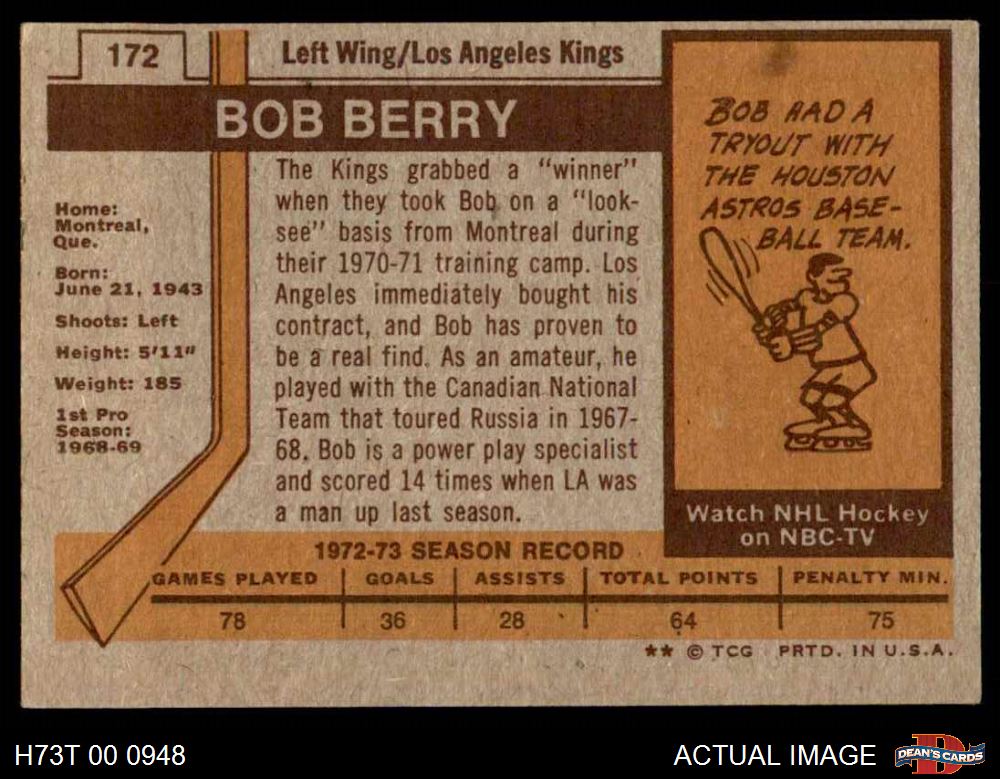 172
Left Wing/Los Angeles Kings
BOB BERRY
Home:
Montreal,
Que.
Born:
June 21, 1943
Shoots: Left
Height: 5'11"
Weight: 185
1st Pro
Season:
1968-69
The Kings grabbed a "winner"
when they took Bob on a "look-
see" basis from Montreal during
their 1970-71 training camp. Los
Angeles immediately bought his
contract, and Bob has proven to
be a real find. As an amateur, he
played with the Canadian National
Team that toured Russia in 1967-
68. Bob is a power play specialist
and scored 14 times when LA was
a man up last season.
BOB HAD A
TRYOUT WITH
THE HOUSTON
ASTROS BASE-
BALL TEAM.
Watch NHL Hockey
on NBC-TV
1972-73 SEASON RECORD
GAMES PLAYED GOALS ASSISTS TOTAL POINTS PENALTY MIN.
78 36 28 64 75
** © TCG PRTD. IN U.S.A.
H73T 00 0948
ACTUAL IMAGE
DEAN'S CARDS